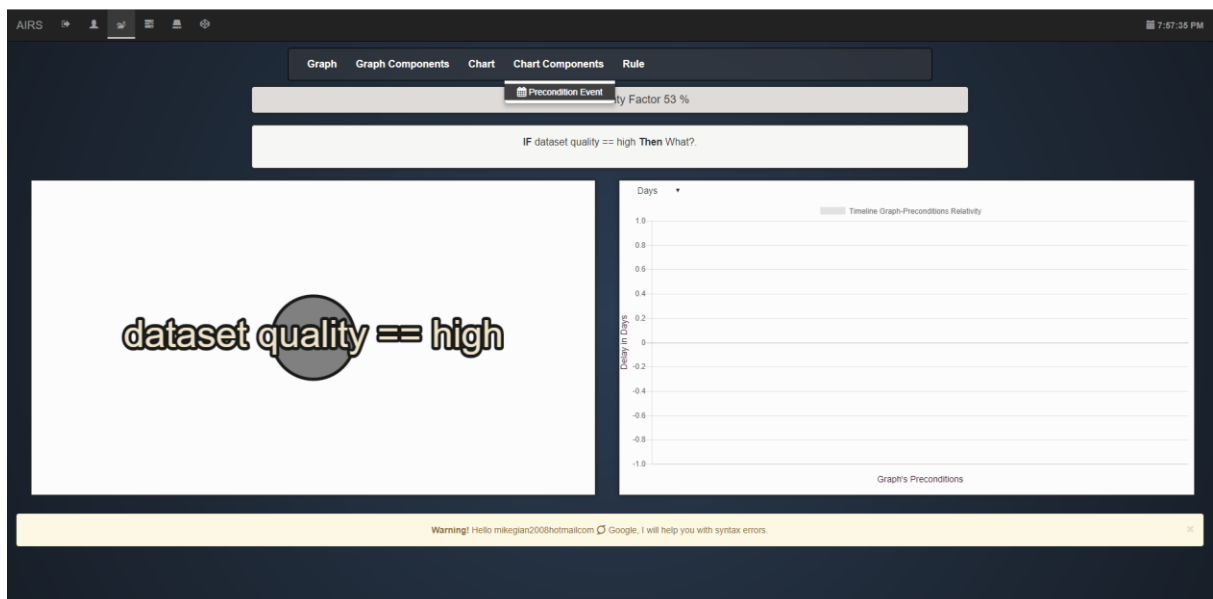 AIRS
7:57:35 PM
Graph Graph Components Chart Chart Components Rule
Precondition Event
ty Factor 53 %
IF dataset quality == high Then What?.
dataset quality == high
Days
Timeline Graph-Preconditions Relativity
1.0
0.8
0.6
0.4
0.2
0
-0.2
-0.4
-0.6
-0.8
-1.0
Delay in Days
Graph's Preconditions
Warning! Hello mikegian2008hotmailcom Google, I will help you with syntax errors.
×